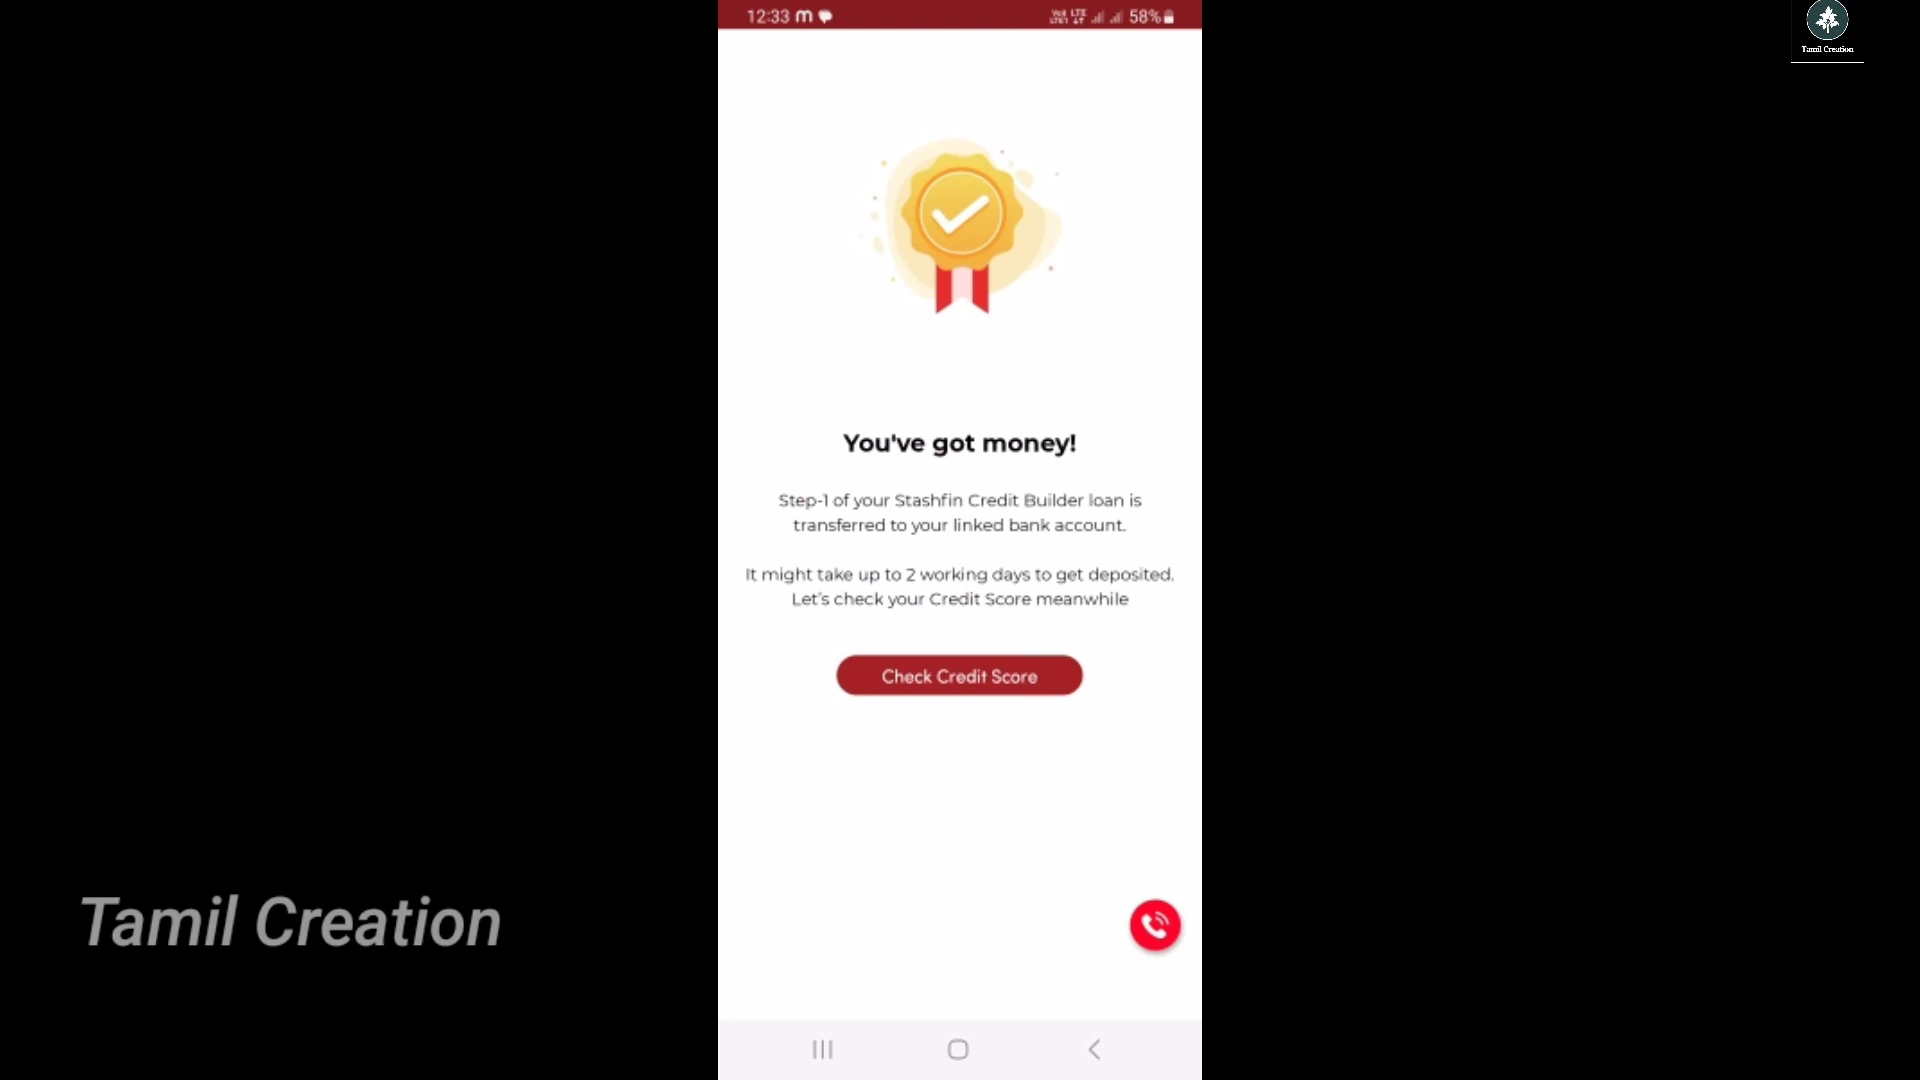 12:33 m
58%
Tamil Creation
You've got money!
Step-1 of your Stashfin Credit Builder loan is
transferred to your linked bank account.
It might take up to 2 working days to get deposited.
Let's check your Credit Score meanwhile
Check Credit Score
Tamil Creation